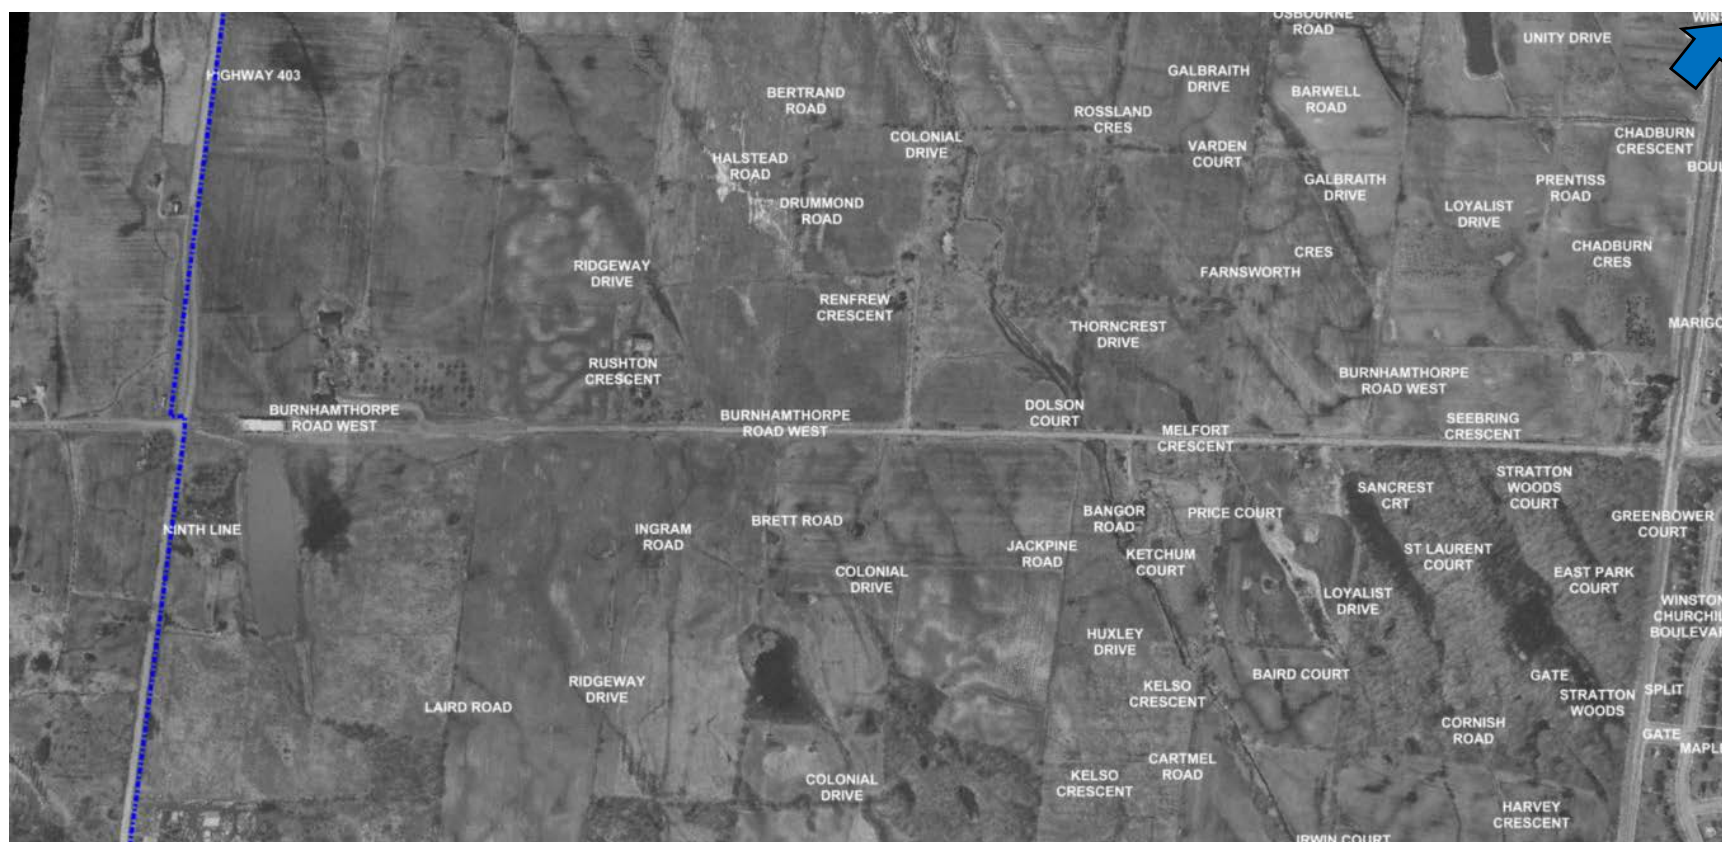 OSBOURNE
ROAD
UNITY DRIVE
HIGHWAY 403
GALBRAITH
DRIVE
BERTRAND
ROAD
BARWELL
ROAD
ROSSLAND
CRES
CHADBURN
CRESCENT
COLONIAL
DRIVE
VARDEN
COURT
HALSTEAD
ROAD
GALBRAITH
DRIVE
PRENTISS
ROAD
DRUMMOND
ROAD
LOYALIST
DRIVE
CRES
FARNSWORTH
CHADBURN
CRES
RIDGEWAY
DRIVE
RENFREW
CRESCENT
THORNCREST
DRIVE
RUSHTON
CRESCENT
BURNHAMTHORPE
ROAD WEST
BURNHAMTHORPE
ROAD WEST
BURNHAMTHORPE
ROAD WEST
DOLSON
COURT
MELFORT
CRESCENT
SEEBRING
CRESCENT
STRATTON
WOODS
COURT
SANCREST
CRT
NINTH LINE
INGRAM
ROAD
BRETT ROAD
BANGOR
ROAD
PRICE COURT
GREENBOWER
COURT
JACKPINE
ROAD
KETCHUM
COURT
ST LAURENT
COURT
COLONIAL
DRIVE
EAST PARK
COURT
LOYALIST
DRIVE
WINSTON
CHURCHIL
BOULEVAR
HUXLEY
DRIVE
BAIRD COURT
GATE
RIDGEWAY
DRIVE
KELSO
CRESCENT
STRATTON
WOODS
SPLIT
LAIRD ROAD
CORNISH
ROAD
GATE
MAPL
CARTMEL
ROAD
COLONIAL
DRIVE
KELSO
CRESCENT
HARVEY
CRESCENT
IRWIN COURT